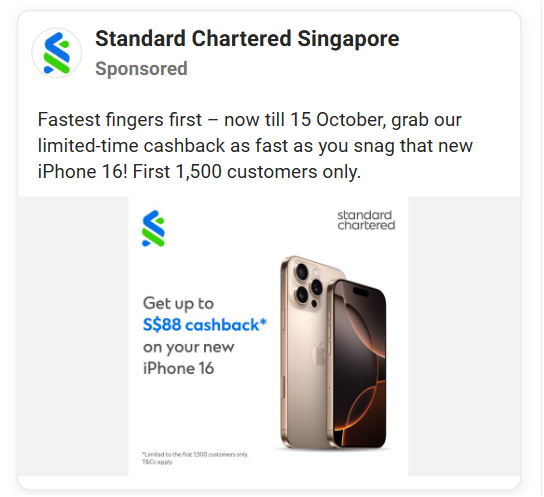 Standard Chartered Singapore
Sponsored
Fastest fingers first – now till 15 October, grab our
limited-time cashback as fast as you snag that new
iPhone 16! First 1,500 customers only.
standard
chartered
Get up to
S$88 cashback*
on your new
iPhone 16
*Limited to the first 1,500 customers only.
T&Cs apply.